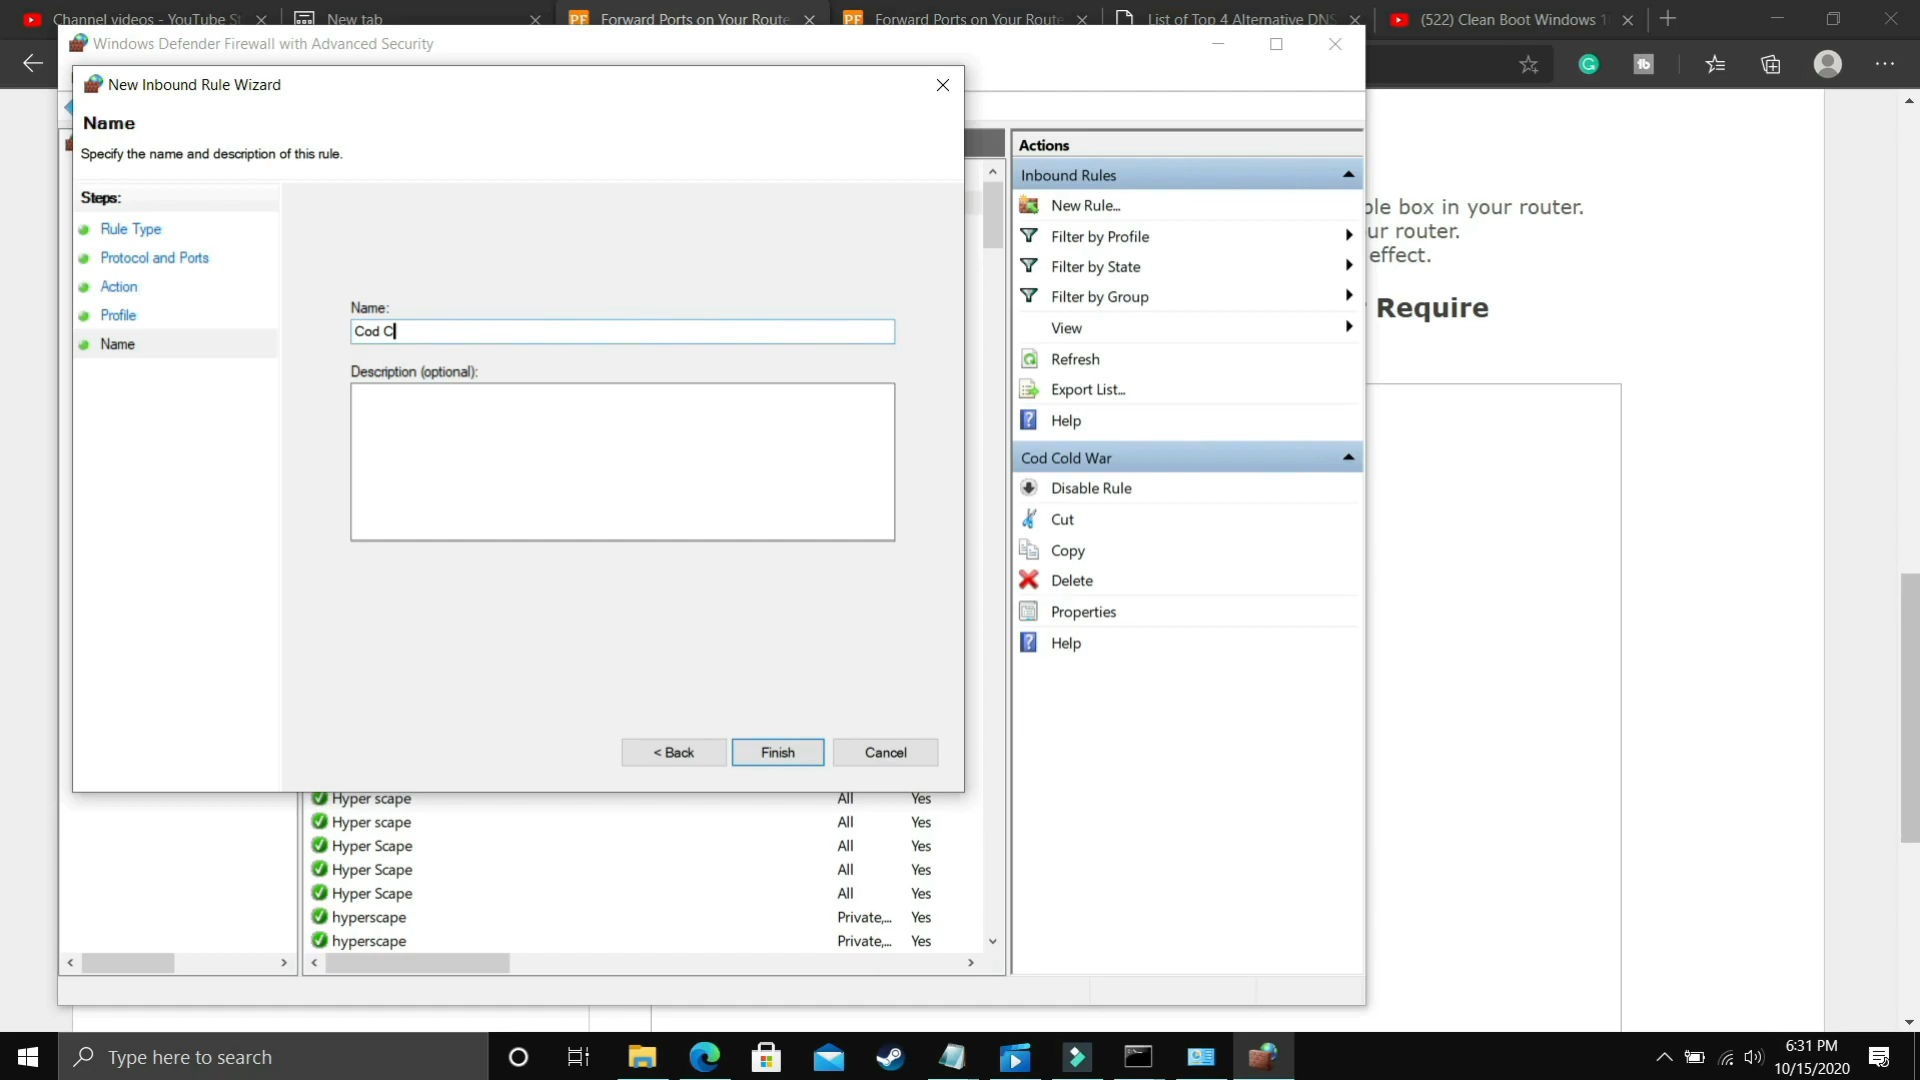 Channel videos - YouTube St
New tab
PF Forward Ports on Your Route
PF Forward Ports on Your Route
List of Top 4 Alternative DNS
(522) Clean Boot Windows 1
Windows Defender Firewall with Advanced Security
New Inbound Rule Wizard
Name
Specify the name and description of this rule.
Steps:
Rule Type
Protocol and Ports
Action
Profile
Name
Name:
Cod C
Description (optional):
< Back
Finish
Cancel
Hyper scape All Yes
Hyper scape All Yes
Hyper Scape All Yes
Hyper Scape All Yes
Hyper Scape All Yes
hyperscape Private,... Yes
hyperscape Private,... Yes
Actions
Inbound Rules
New Rule...
Filter by Profile
Filter by State
Filter by Group
View
Refresh
Export List...
Help
Cod Cold War
Disable Rule
Cut
Copy
Delete
Properties
Help
ble box in your router.
ur router.
effect.
Require
Type here to search
6:31 PM
10/15/2020